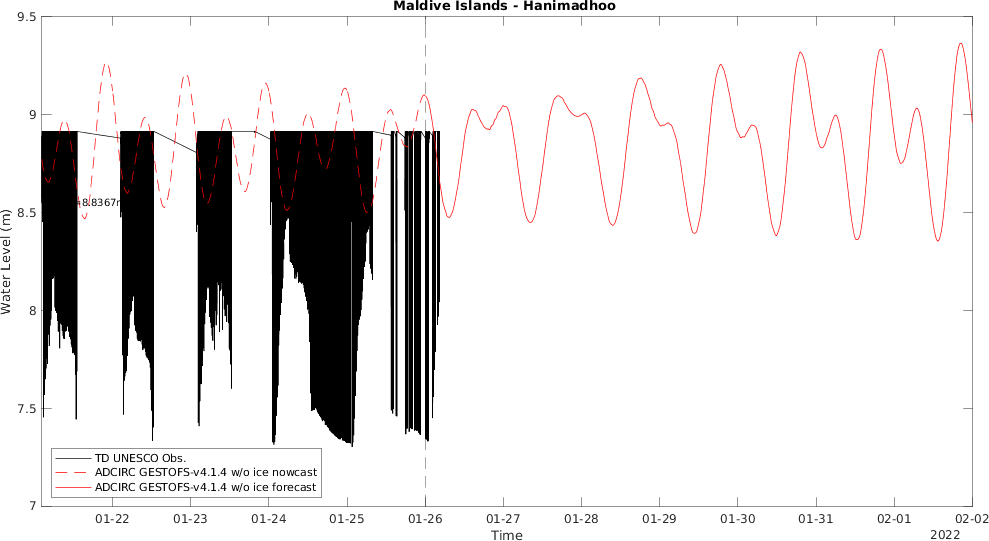 Maldive Islands - Hanimadhoo
9.5
9
8.5
8
7.5
7
Water Level (m)
+8.8367m
TD UNESCO Obs.
ADCIRC GESTOFS-v4.1.4 w/o ice nowcast
ADCIRC GESTOFS-v4.1.4 w/o ice forecast
01-22 01-23 01-24 01-25 01-26 01-27 01-28 01-29 01-30 01-31 02-01 02-02
Time
2022